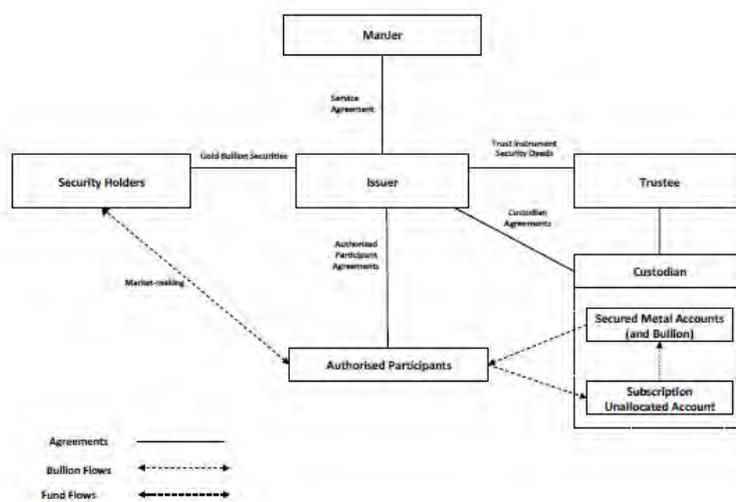 ManJer
Service
Agreement
Gold Bullion Securities
Trust Instrument
Security Deeds
Security Holders
Issuer
Trustee
Custodian
Agreements
Authorised
Participant
Agreements
Custodian
Market-making
Secured Metal Accounts
(and Bullion)
Authorised Participants
Subscription
Unallocated Account
Agreements
Bullion Flows
Fund Flows